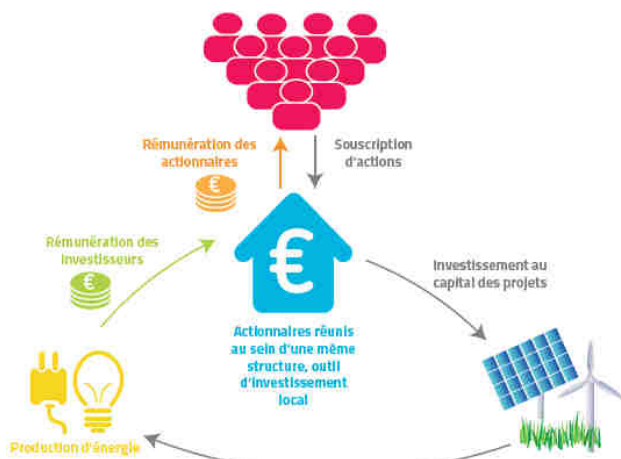 Rémunération des
actionnaires
€
Souscription
d'actions
Rémunération des
investisseurs
€
€
Investissement au
capital des projets
Actionnaires réunis
au sein d'une même
structure, outil
d'investissement
local
Production d'énergie